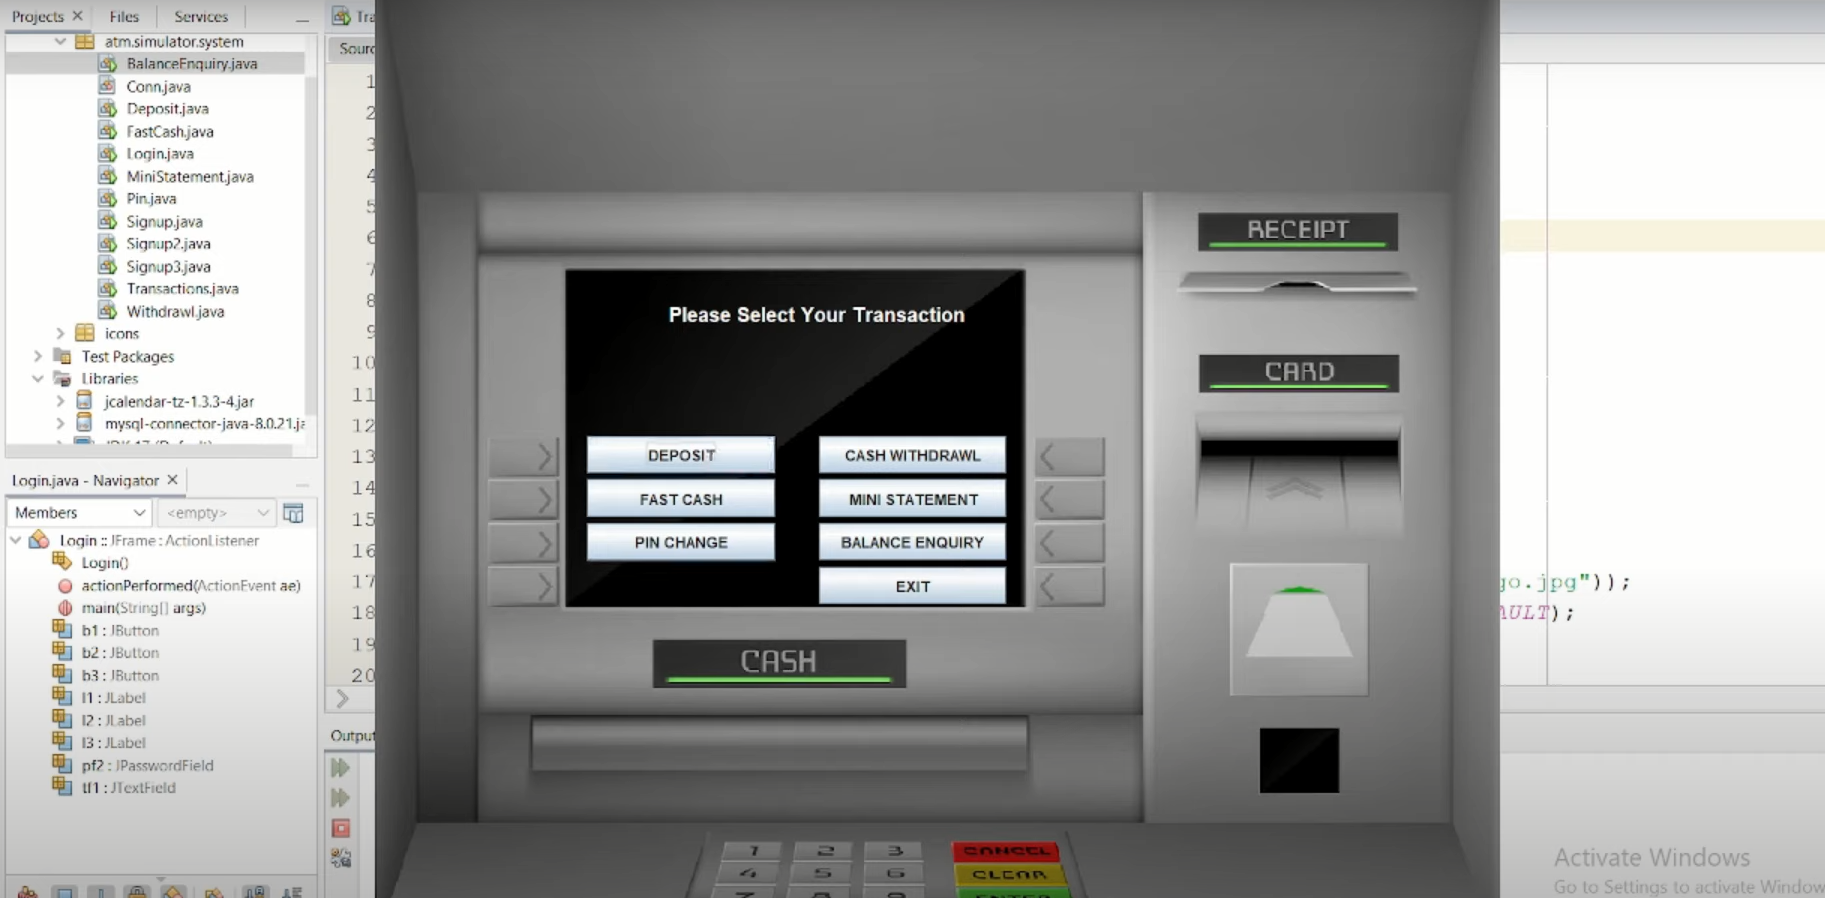 Projects
Files
Services
Tra
atm.simulator.system
BalanceEnquiry.java
Conn.java
Deposit.java
FastCash.java
Login.java
MiniStatement.java
Pin.java
Signup.java
Signup2.java
Signup3.java
Transactions.java
Withdrawl.java
icons
Test Packages
Libraries
jcalendar-tz-1.3.3-4.jar
mysql-connector-java-8.0.21.ja
Login.java - Navigator
Members
<empty>
Login :: JFrame : ActionListener
Login()
actionPerformed(ActionEvent ae)
main(String[] args)
b1 : JButton
b2 : JButton
b3 : JButton
l1 : JLabel
l2 : JLabel
l3 : JLabel
pf2 : JPasswordField
tf1 : JTextField
Sourc
1
2
3
4
5
6
7
8
9
10
11
12
13
14
15
16
17
18
19
20
Output
Please Select Your Transaction
DEPOSIT
CASH WITHDRAWL
FAST CASH
MINI STATEMENT
PIN CHANGE
BALANCE ENQUIRY
EXIT
CASH
RECEIPT
CARD
1 2 3 CANCEL
4 5 6 CLEAR
ENTER
go.jpg"));
AULT);
Activate Windows
Go to Settings to activate Window